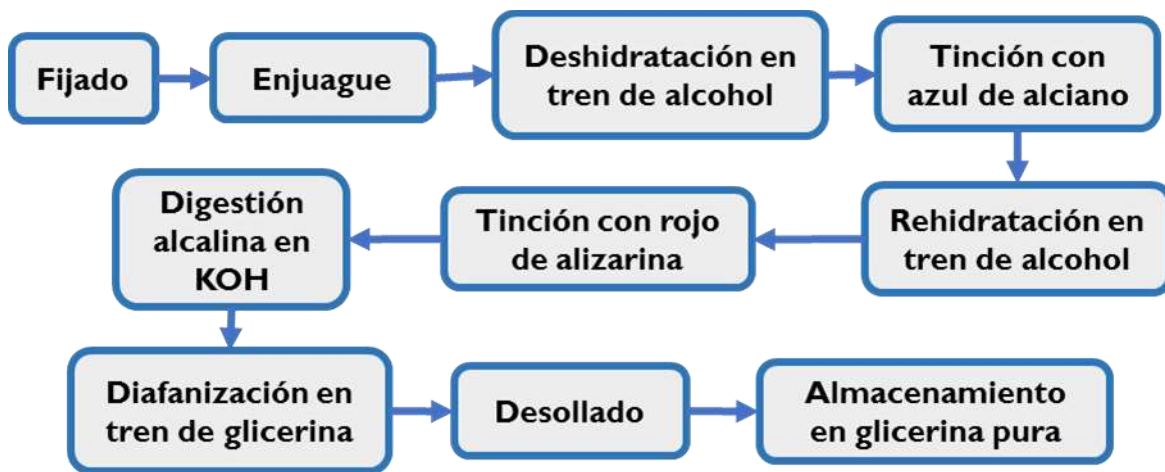 Fijado
Enjuague
Deshidratación en
tren de alcohol
Tinción con
azul de alciano
Rehidratación en
tren de alcohol
Tinción con rojo
de alizarina
Digestión
alcalina en
KOH
Diafanización en
tren de glicerina
Desollado
Almacenamiento
en glicerina pura